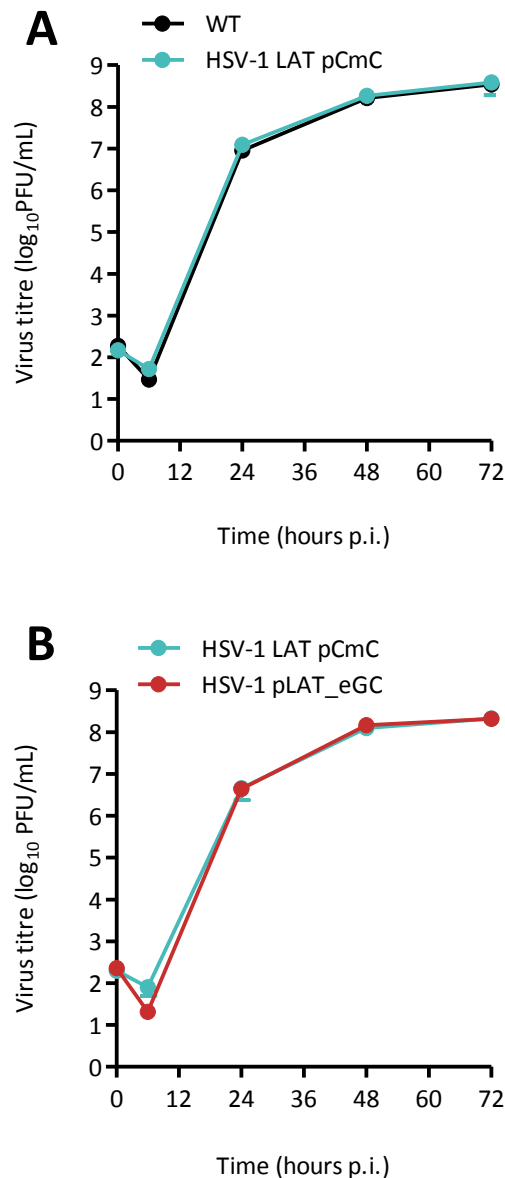 A
WT
HSV-1 LAT pCmC
Virus titre (log₁₀PFU/mL)
9
8
7
6
5
4
3
2
1
0
0 12 24 36 48 60 72
Time (hours p.i.)
B
HSV-1 LAT pCmC
HSV-1 pLAT_eGC
Virus titre (log₁₀ PFU/mL)
9
8
7
6
5
4
3
2
1
0
0 12 24 36 48 60 72
Time (hours p.i.)